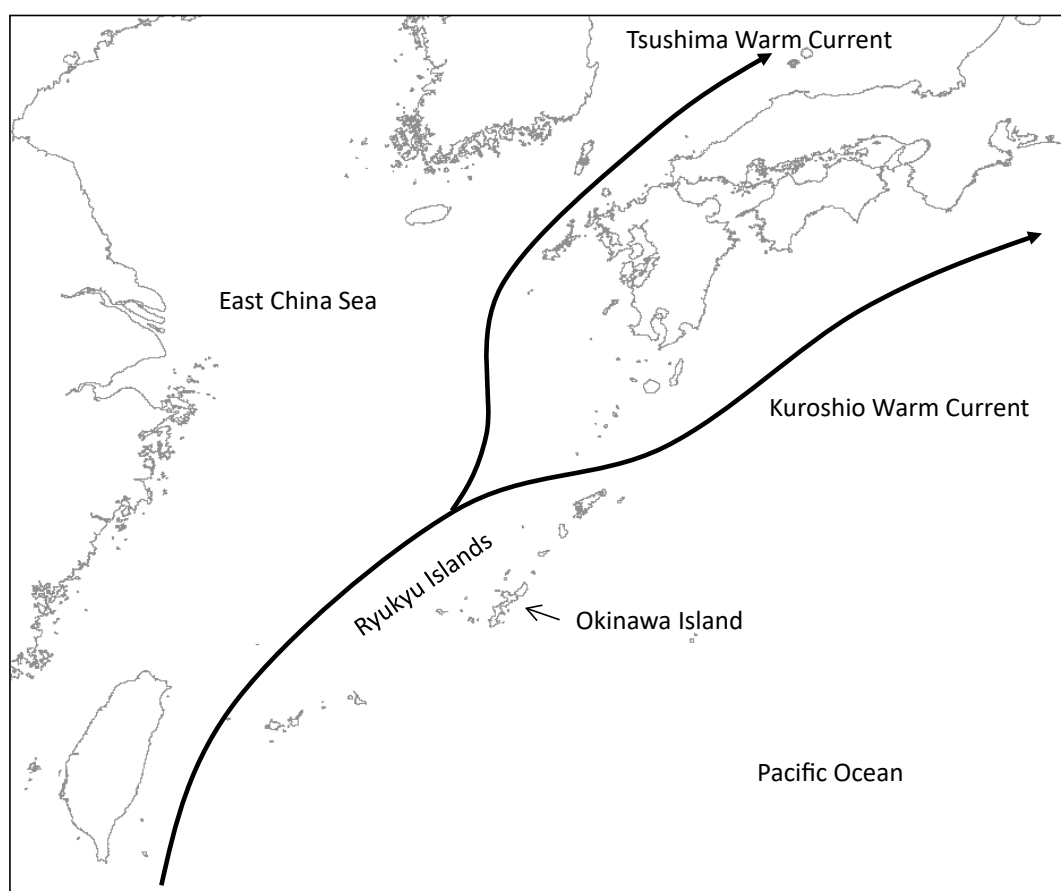 Tsushima Warm Current
East China Sea
Kuroshio Warm Current
Ryukyu Islands
Okinawa Island
Pacific Ocean